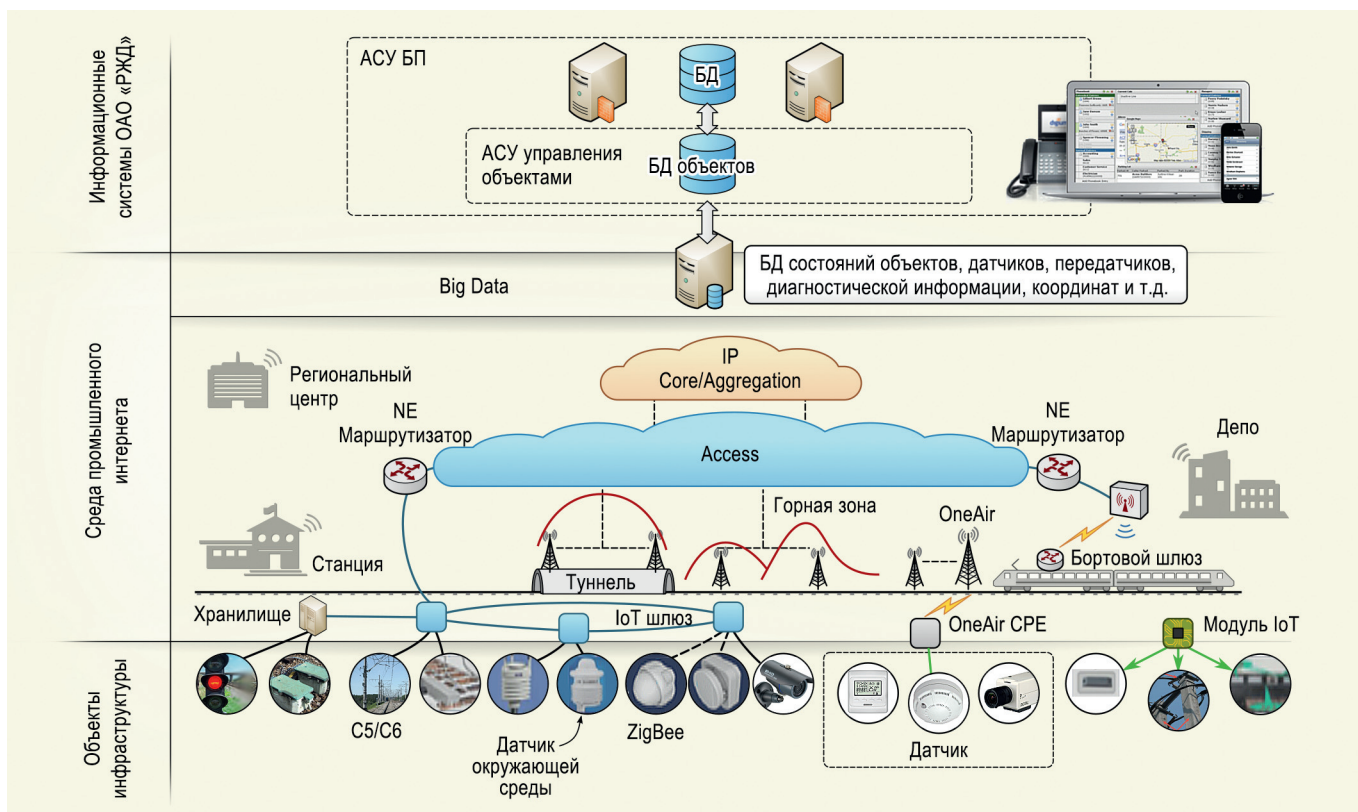 Информационные
системы ОАО «РЖД»
АСУ БП
БД
АСУ управления
объектами
БД объектов
Среда промышленного
интернета
Big Data
БД состояний объектов, датчиков, передатчиков,
диагностической информации, координат и т.д.
Региональный
центр
IP
Core/Aggregation
NE
Маршрутизатор
Access
NE
Маршрутизатор
Депо
Станция
Туннель
Горная зона
OneAir
Бортовой шлюз
Хранилище
IoT шлюз
OneAir CPE
Модуль IoT
Объекты
инфраструктуры
C5/C6
Датчик
окружающей
среды
ZigBee
Датчик